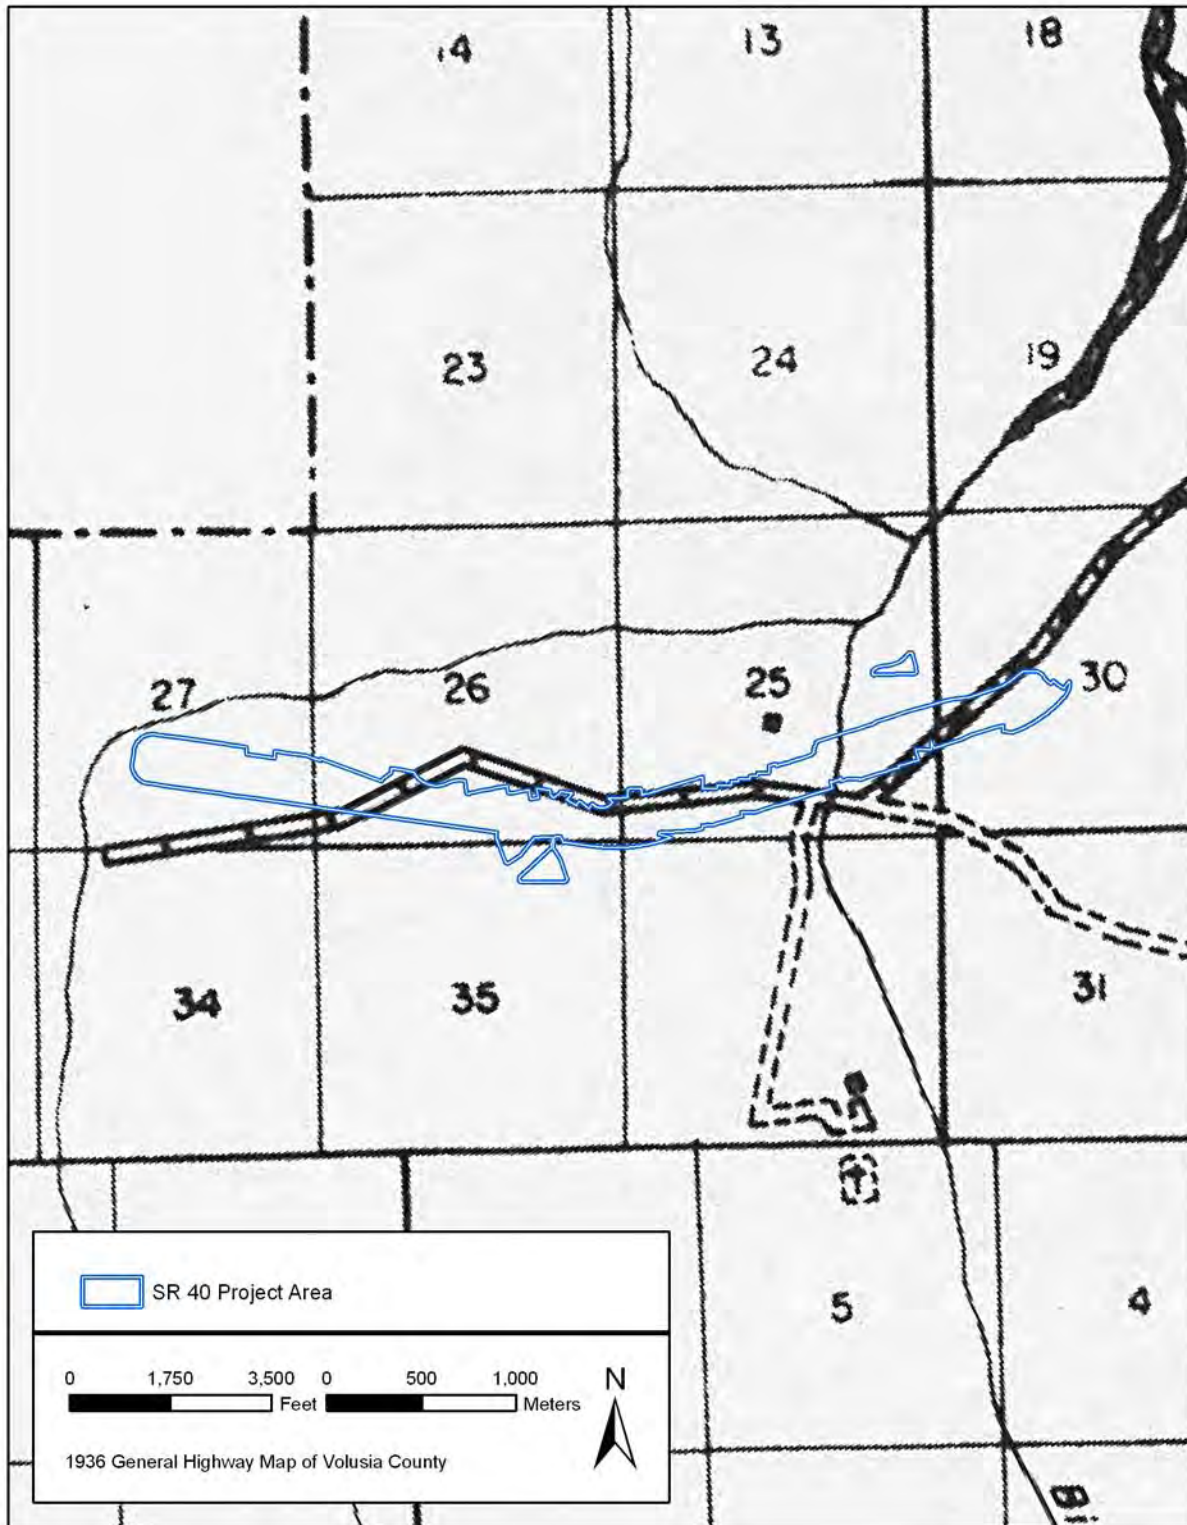 14 13 18
23 24 19
27 26 25 30
34 35 31
5 4
SR 40 Project Area
0 1,750 3,500 Feet 0 500 1,000 Meters
N
1936 General Highway Map of Volusia County